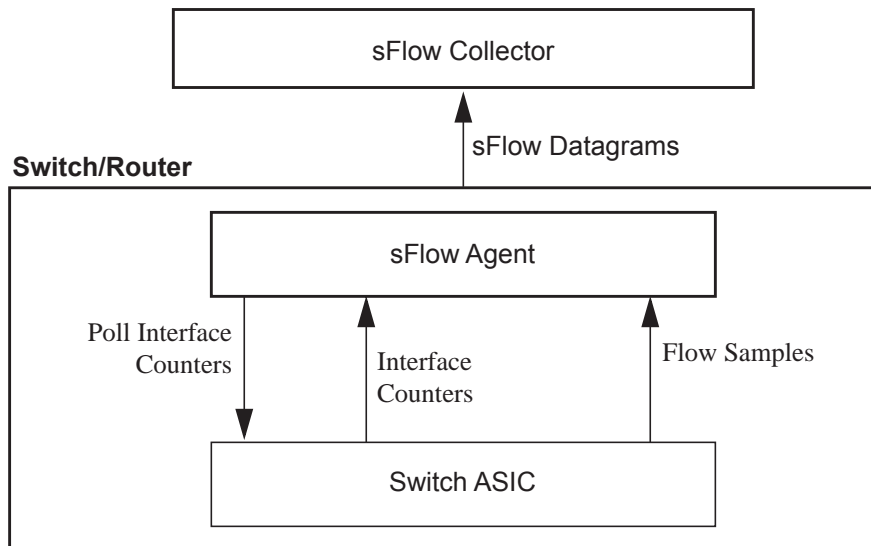 sFlow Collector
sFlow Datagrams
Switch/Router
sFlow Agent
Poll Interface
Counters
Interface
Counters
Flow Samples
Switch ASIC